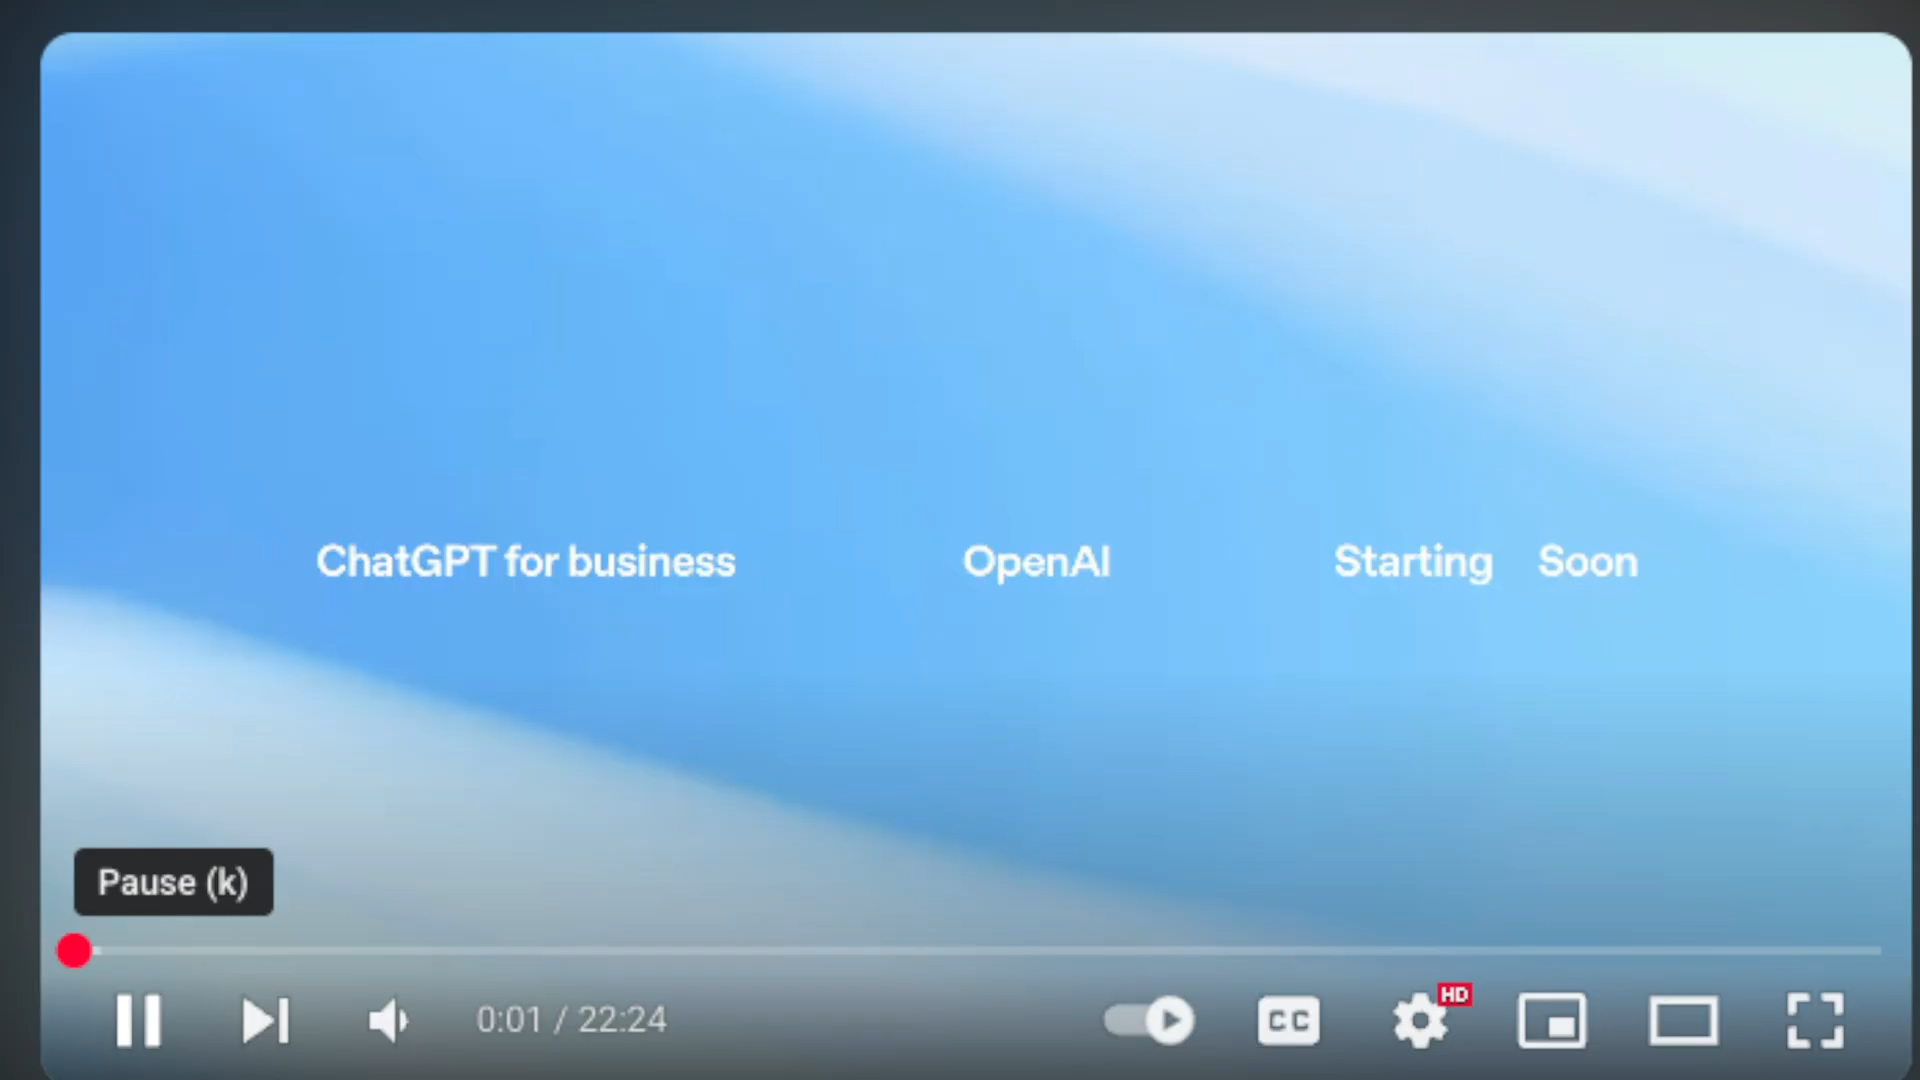 ChatGPT for business OpenAI Starting Soon
Pause (k)
HD
0:01 / 22:24 CC